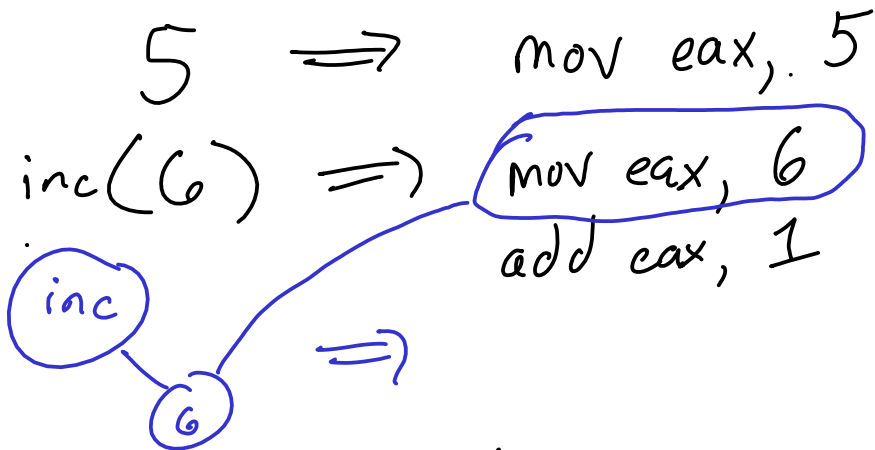 5 ⟹ mov eax, 5
inc(6) ⟹ mov eax, 6
add eax, 1
inc
⟹
6